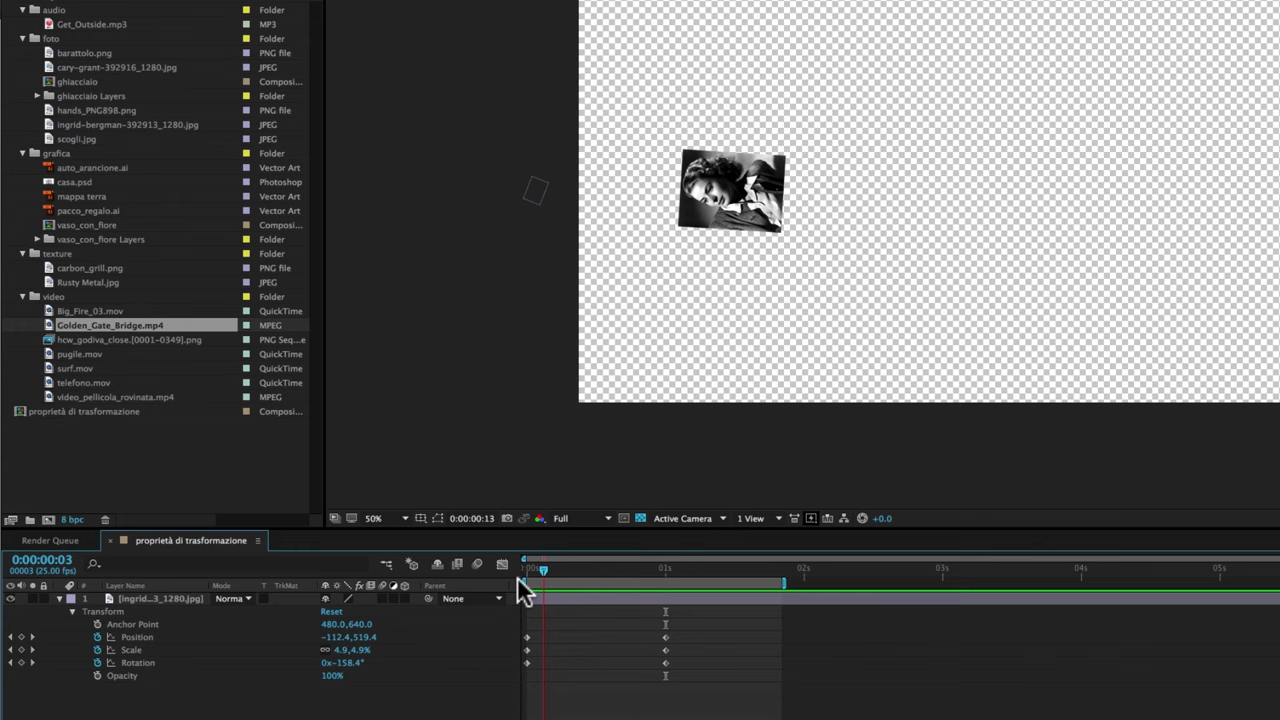 audio Folder
Get_Outside.mp3 MP3
foto Folder
barattolo.png PNG file
cary-grant-392916_1280.jpg JPEG
ghiacciaio Composi...
ghiacciaio Layers Folder
hands_PNG898.png PNG file
ingrid-bergman-392913_1280.jpg JPEG
scogli.jpg JPEG
grafica Folder
auto_arancione.ai Vector Art
casa.psd Photoshop
mappa terra Vector Art
pacco_regalo.ai Vector Art
vaso_con_fiore Composi...
vaso_con_fiore Layers Folder
texture Folder
carbon_grill.png PNG file
Rusty Metal.jpg JPEG
video Folder
Big_Fire_03.mov QuickTime
Golden_Gate_Bridge.mp4 MPEG
hcw_godiva_close.[0001-0349].png PNG Seq...e
pugile.mov QuickTime
surf.mov QuickTime
telefono.mov QuickTime
video_pellicola_rovinata.mp4 MPEG
proprietà di trasformazione Composi...
8 bpc
50% 0:00:00:13 Full Active Camera 1 View +0.0
Render Queue × proprietà di trasformazione
0:00:00:03
00003 (25.00 fps)
:00s 01s 02s 03s 04s 05s
# Layer Name Mode T TrkMat fx Parent
1 [ingrid...3_1280.jpg] Norma None
Transform Reset
Anchor Point 480.0,640.0
Position -112.4,519.4
Scale 4.9,4.9%
Rotation 0x-158.4°
Opacity 100%